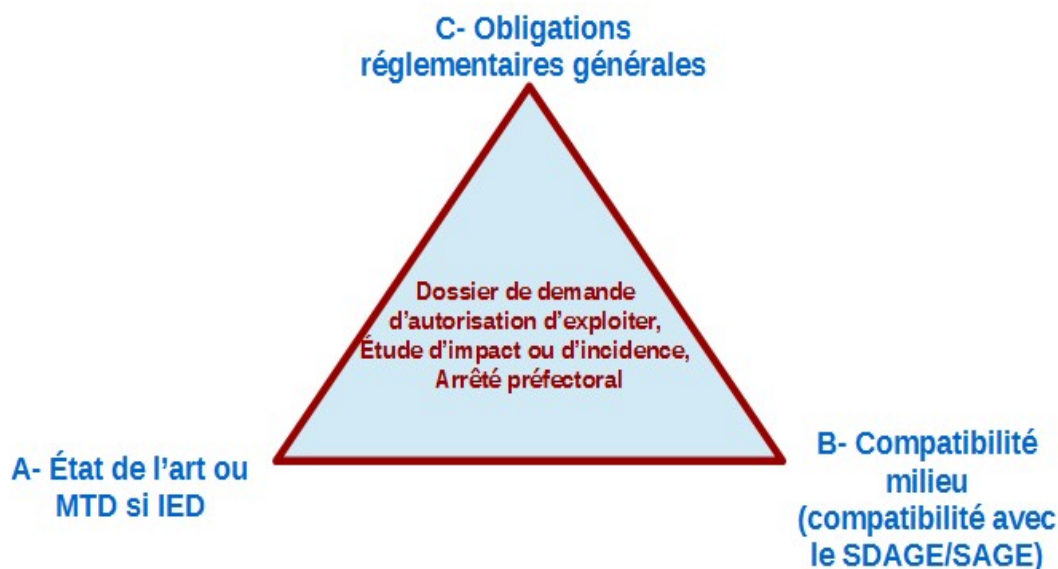 C- Obligations
réglementaires générales
Dossier de demande
d'autorisation d'exploiter,
Étude d'impact ou d'incidence,
Arrêté préfectoral
A- État de l'art ou
MTD si IED
B- Compatibilité
milieu
(compatibilité avec
le SDAGE/SAGE)